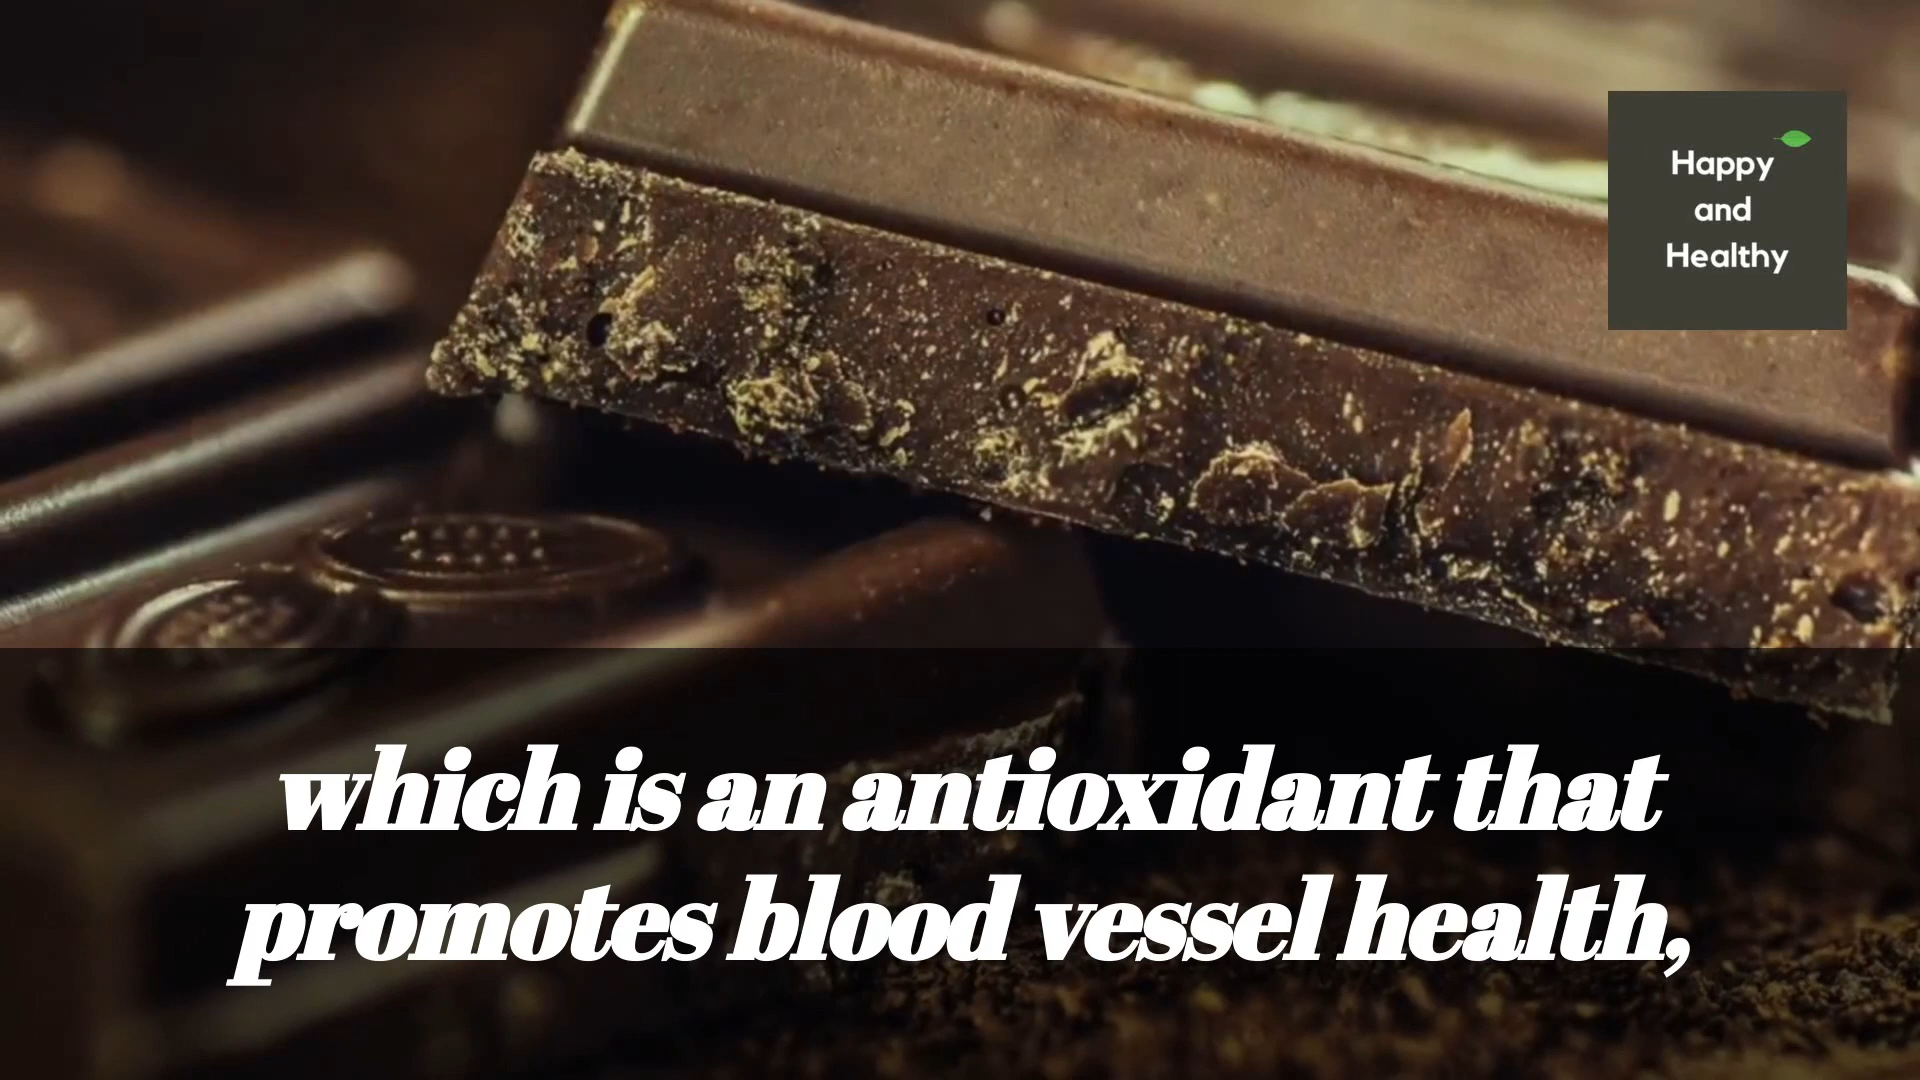 Happy
and
Healthy
which is an antioxidant that
promotes blood vessel health,